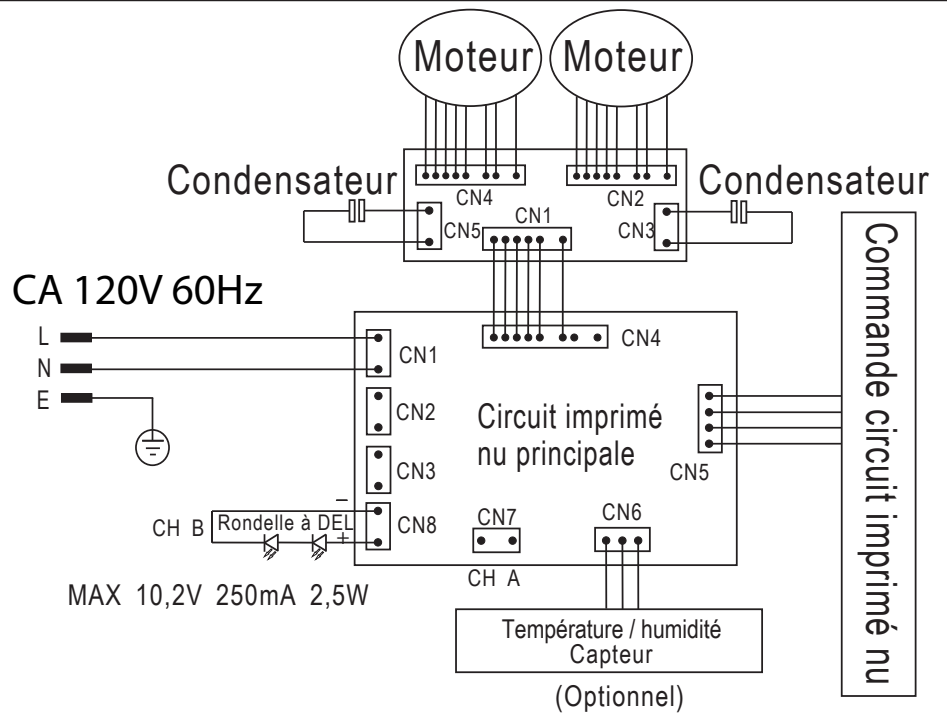 Moteur
Moteur
Condensateur
Condensateur
CN4
CN2
CN5
CN1
CN3
CA 120V 60Hz
L
N
E
CN1
CN4
CN2
CN3
Circuit imprimé
nu principale
CN5
Commande circuit imprimé nu
–
CH B
Rondelle à DEL
+
CN8
CN7
CN6
CH A
MAX 10,2V 250mA 2,5W
Température / humidité
Capteur
(Optionnel)